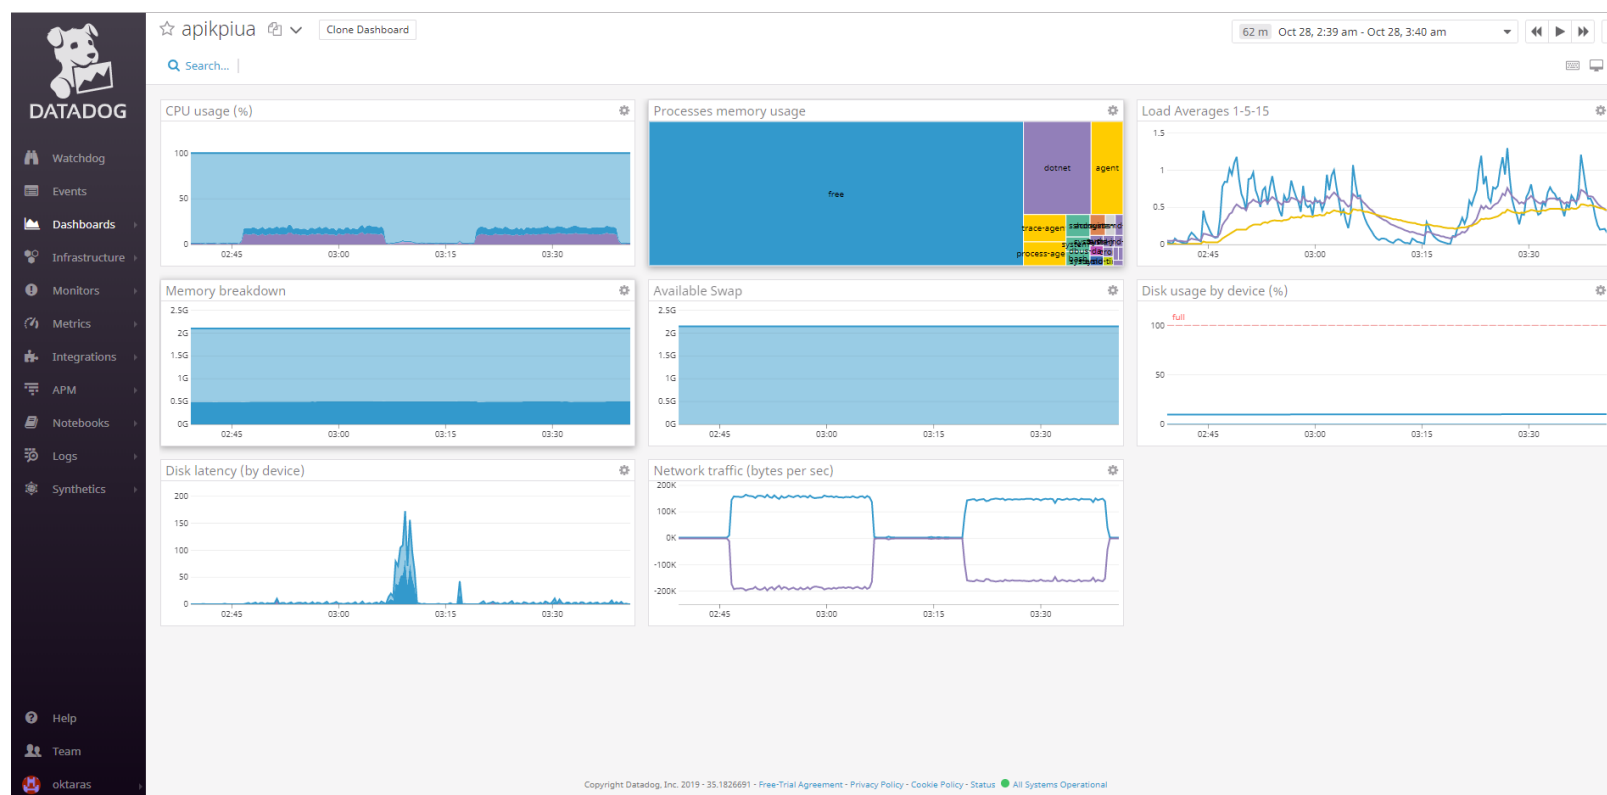 DATADOG
Watchdog
Events
Dashboards
Infrastructure
Monitors
Metrics
Integrations
APM
Notebooks
Logs
Synthetics
Help
Team
oktaras
apikpiua
Clone Dashboard
62 m Oct 28, 2:39 am - Oct 28, 3:40 am
Search...
CPU usage (%)
100
50
0
02:45 03:00 03:15 03:30
Processes memory usage
free
dotnet
agent
trace-agen
process-age
Load Averages 1-5-15
1.5
1
0.5
0
02:45 03:00 03:15 03:30
Memory breakdown
2.5G
2G
1.5G
1G
0.5G
0G
02:45 03:00 03:15 03:30
Available Swap
2.5G
2G
1.5G
1G
0.5G
0G
02:45 03:00 03:15 03:30
Disk usage by device (%)
full
100
50
0
02:45 03:00 03:15 03:30
Disk latency (by device)
200
150
100
50
0
02:45 03:00 03:15 03:30
Network traffic (bytes per sec)
200K
100K
0K
-100K
-200K
02:45 03:00 03:15 03:30
Copyright Datadog, Inc. 2019 - 35.1826691 - Free-Trial Agreement - Privacy Policy - Cookie Policy - Status All Systems Operational